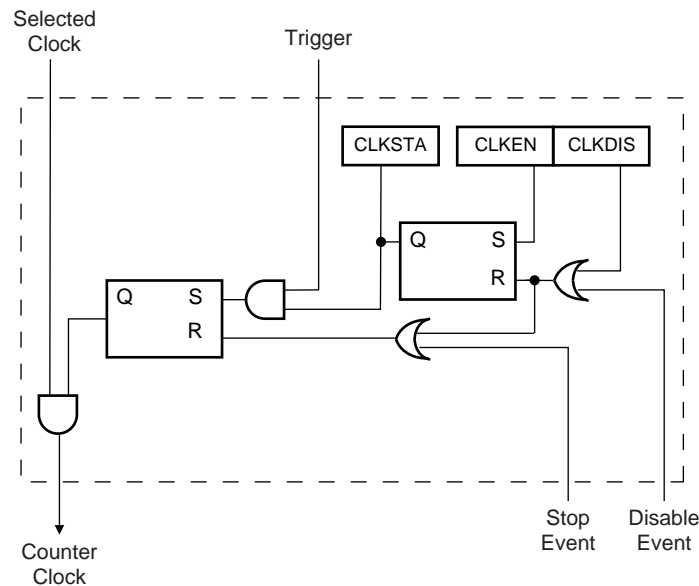 Selected
Clock
Trigger
CLKSTA
CLKEN
CLKDIS
Q
S
R
Q
S
R
Stop
Event
Disable
Event
Counter
Clock